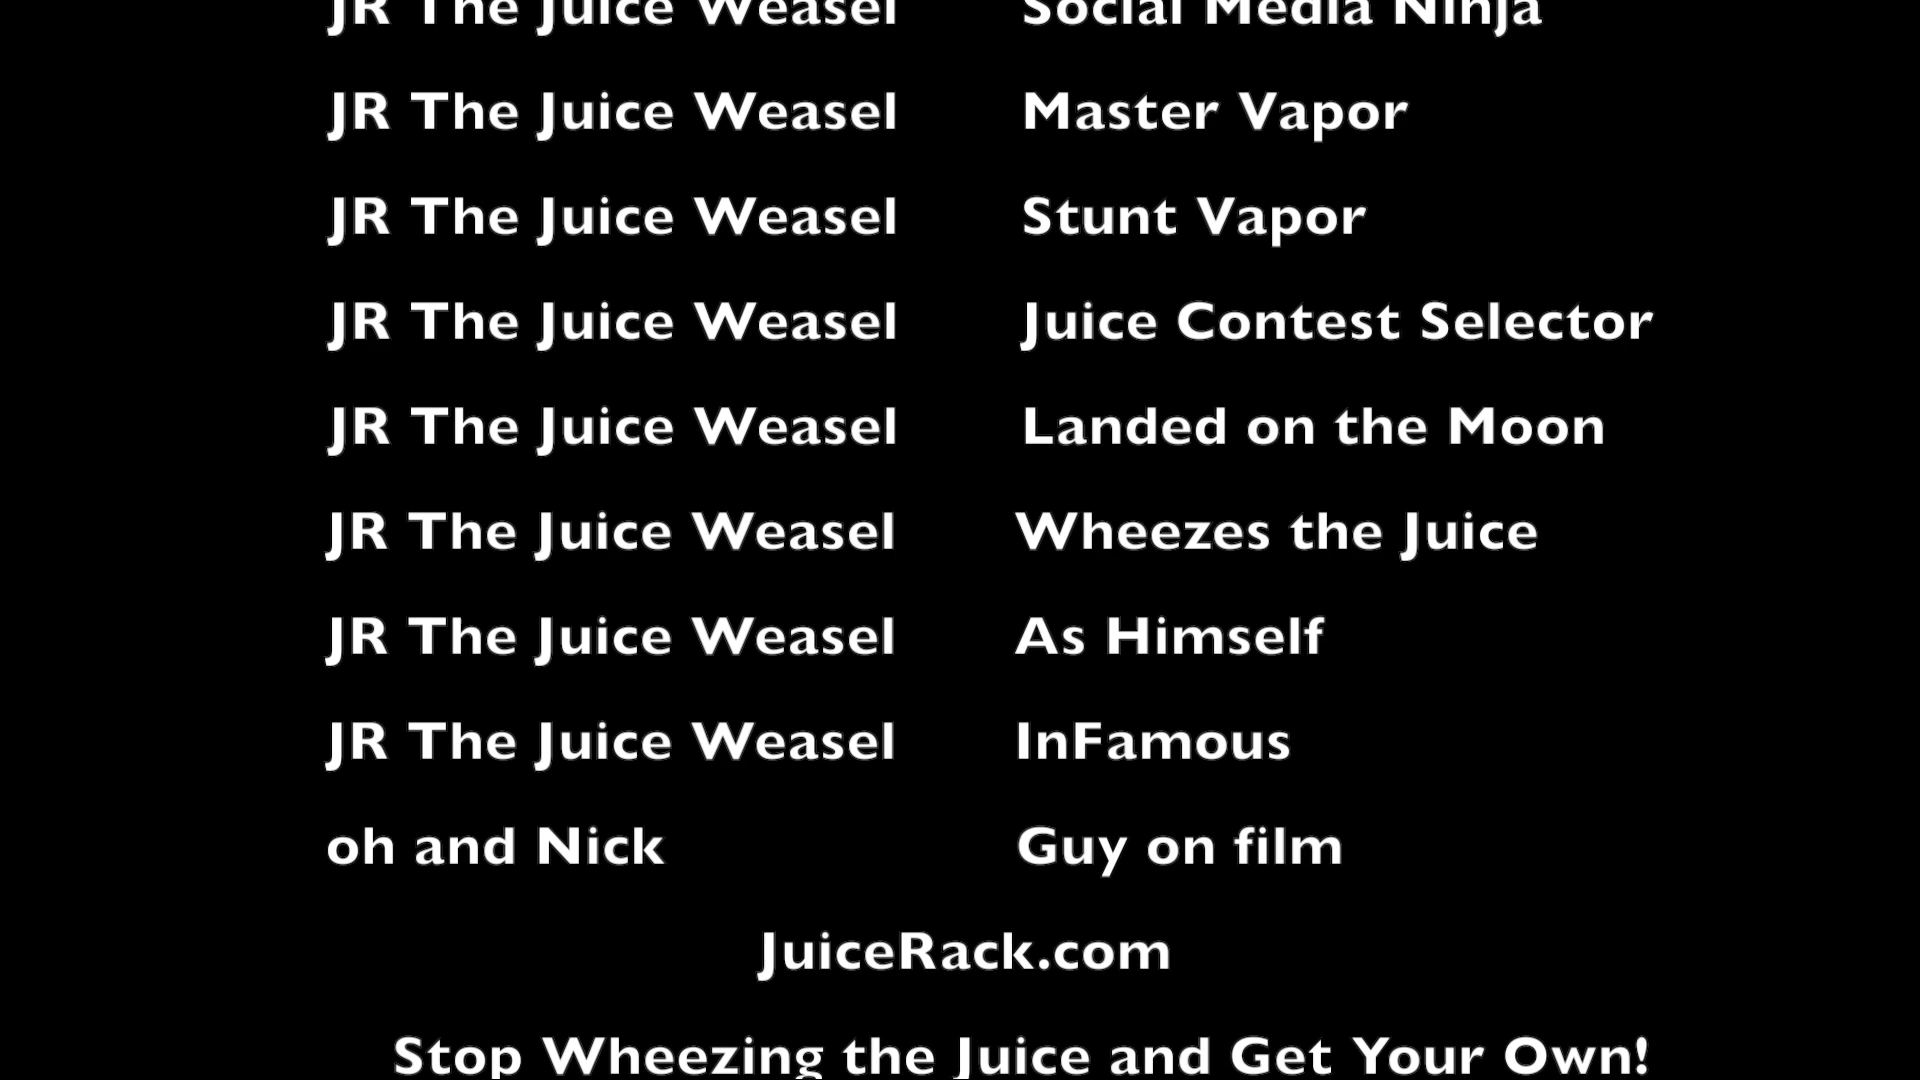 JR The Juice Weasel Social Media Ninja
JR The Juice Weasel Master Vapor
JR The Juice Weasel Stunt Vapor
JR The Juice Weasel Juice Contest Selector
JR The Juice Weasel Landed on the Moon
JR The Juice Weasel Wheezes the Juice
JR The Juice Weasel As Himself
JR The Juice Weasel InFamous
oh and Nick Guy on film
JuiceRack.com
Stop Wheezing the Juice and Get Your Own!